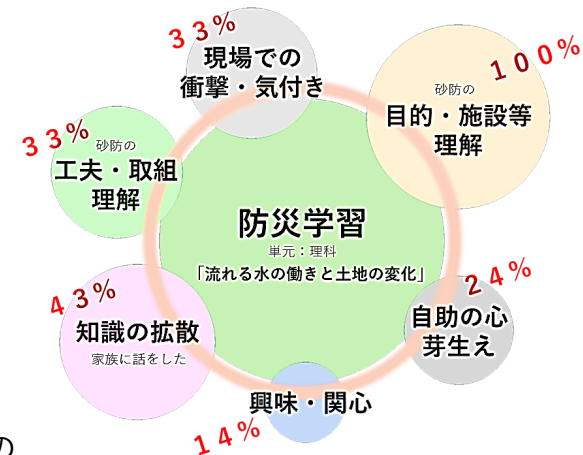 33%
現場での
衝撃・気付き
100%
砂防の
目的・施設等
理解
33%
砂防の
工夫・取組
理解
防災学習
単元：理科
「流れる水の働きと土地の変化」
24%
自助の心
芽生え
43%
知識の拡散
家族に話をした
興味・関心
14%
の